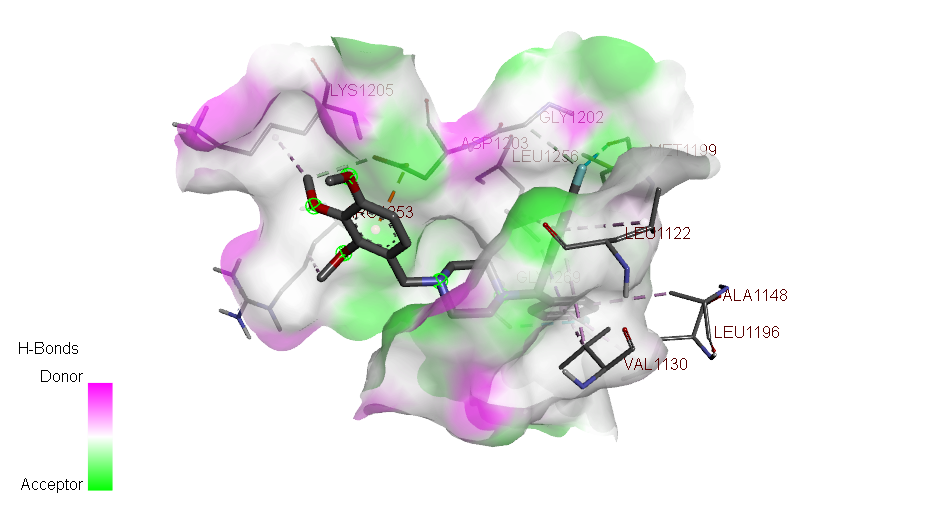 LYS1205
GLY1202
ASP1203
LEU1256
LEU1122
ALA1148
LEU1196
VAL1130
H-Bonds
Donor
Acceptor